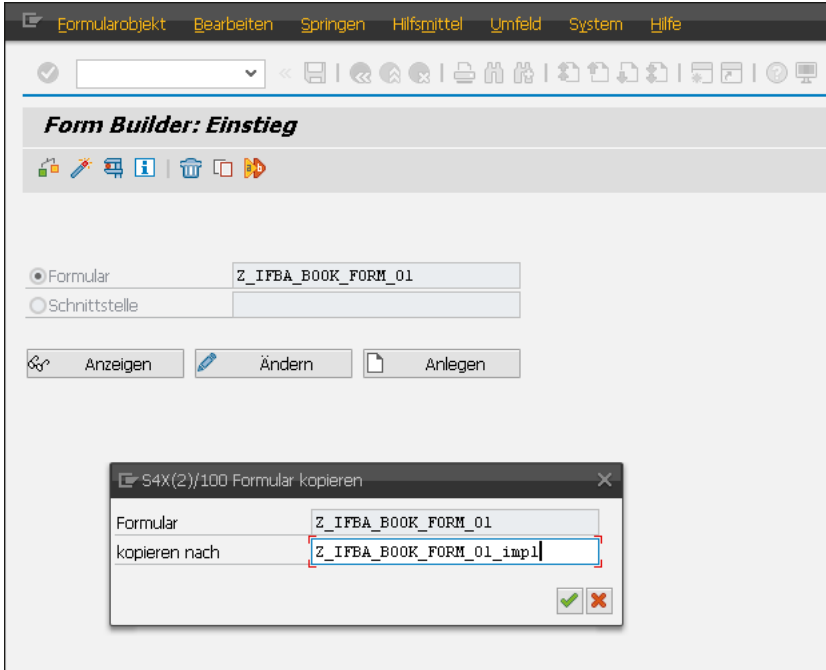 Formularobjekt Bearbeiten Springen Hilfsmittel Umfeld System Hilfe
Form Builder: Einstieg
Formular Z_IFBA_BOOK_FORM_01
Schnittstelle
Anzeigen Ändern Anlegen
S4X(2)/100 Formular kopieren
Formular Z_IFBA_BOOK_FORM_01
kopieren nach Z_IFBA_BOOK_FORM_01_impl